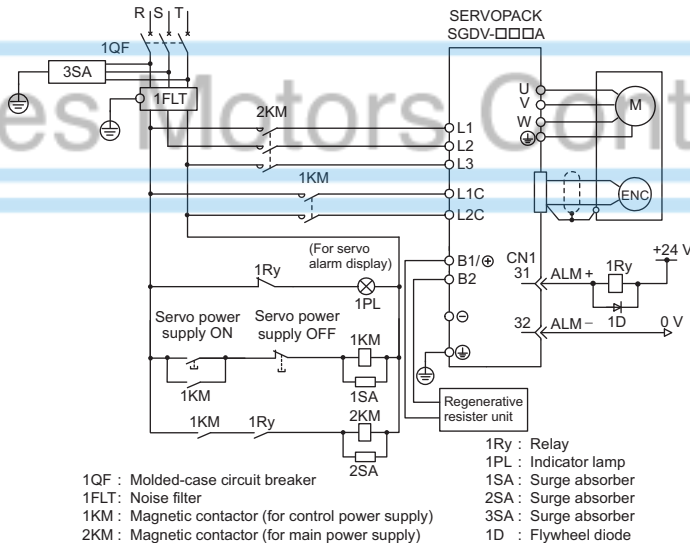 R S T
SERVOPACK
SGDV-□□□A
1QF
3SA
1FLT
2KM
U
V
W
M
L1
L2
L3
1KM
L1C
L2C
ENC
es Motors Cont
(For servo
alarm display)
1Ry
1PL
B1/⊕
B2
CN1
31
ALM+
1Ry
+24 V
1D
32
ALM−
0 V
⊖
Servo power
supply ON
Servo power
supply OFF
1KM
1KM
1SA
1KM
1Ry
2KM
2SA
Regenerative
resister unit
1QF : Molded-case circuit breaker
1FLT: Noise filter
1KM : Magnetic contactor (for control power supply)
2KM : Magnetic contactor (for main power supply)
1Ry : Relay
1PL : Indicator lamp
1SA : Surge absorber
2SA : Surge absorber
3SA : Surge absorber
1D : Flywheel diode